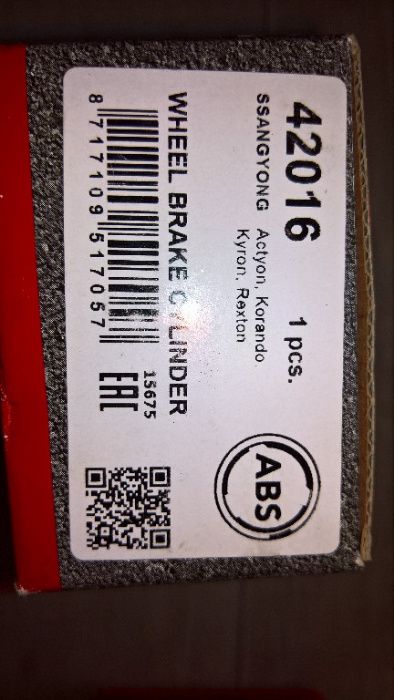 42016 1 pcs.
SSANGYONG Actyon, Korando,
Kyron, Rexton
ABS
WHEEL BRAKE CYLINDER
15675
8 717109 517057
EAC